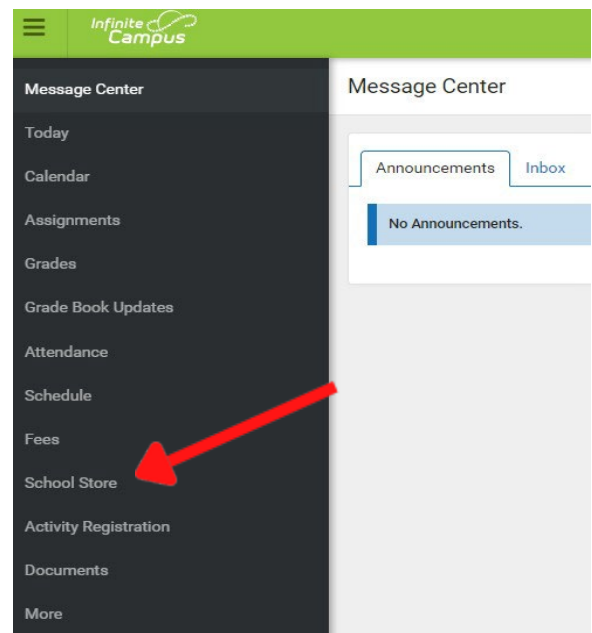 Infinite
Campus
Message Center
Message Center
Today
Announcements Inbox
Calendar
Assignments
No Announcements.
Grades
Grade Book Updates
Attendance
Schedule
Fees
School Store
Activity Registration
Documents
More